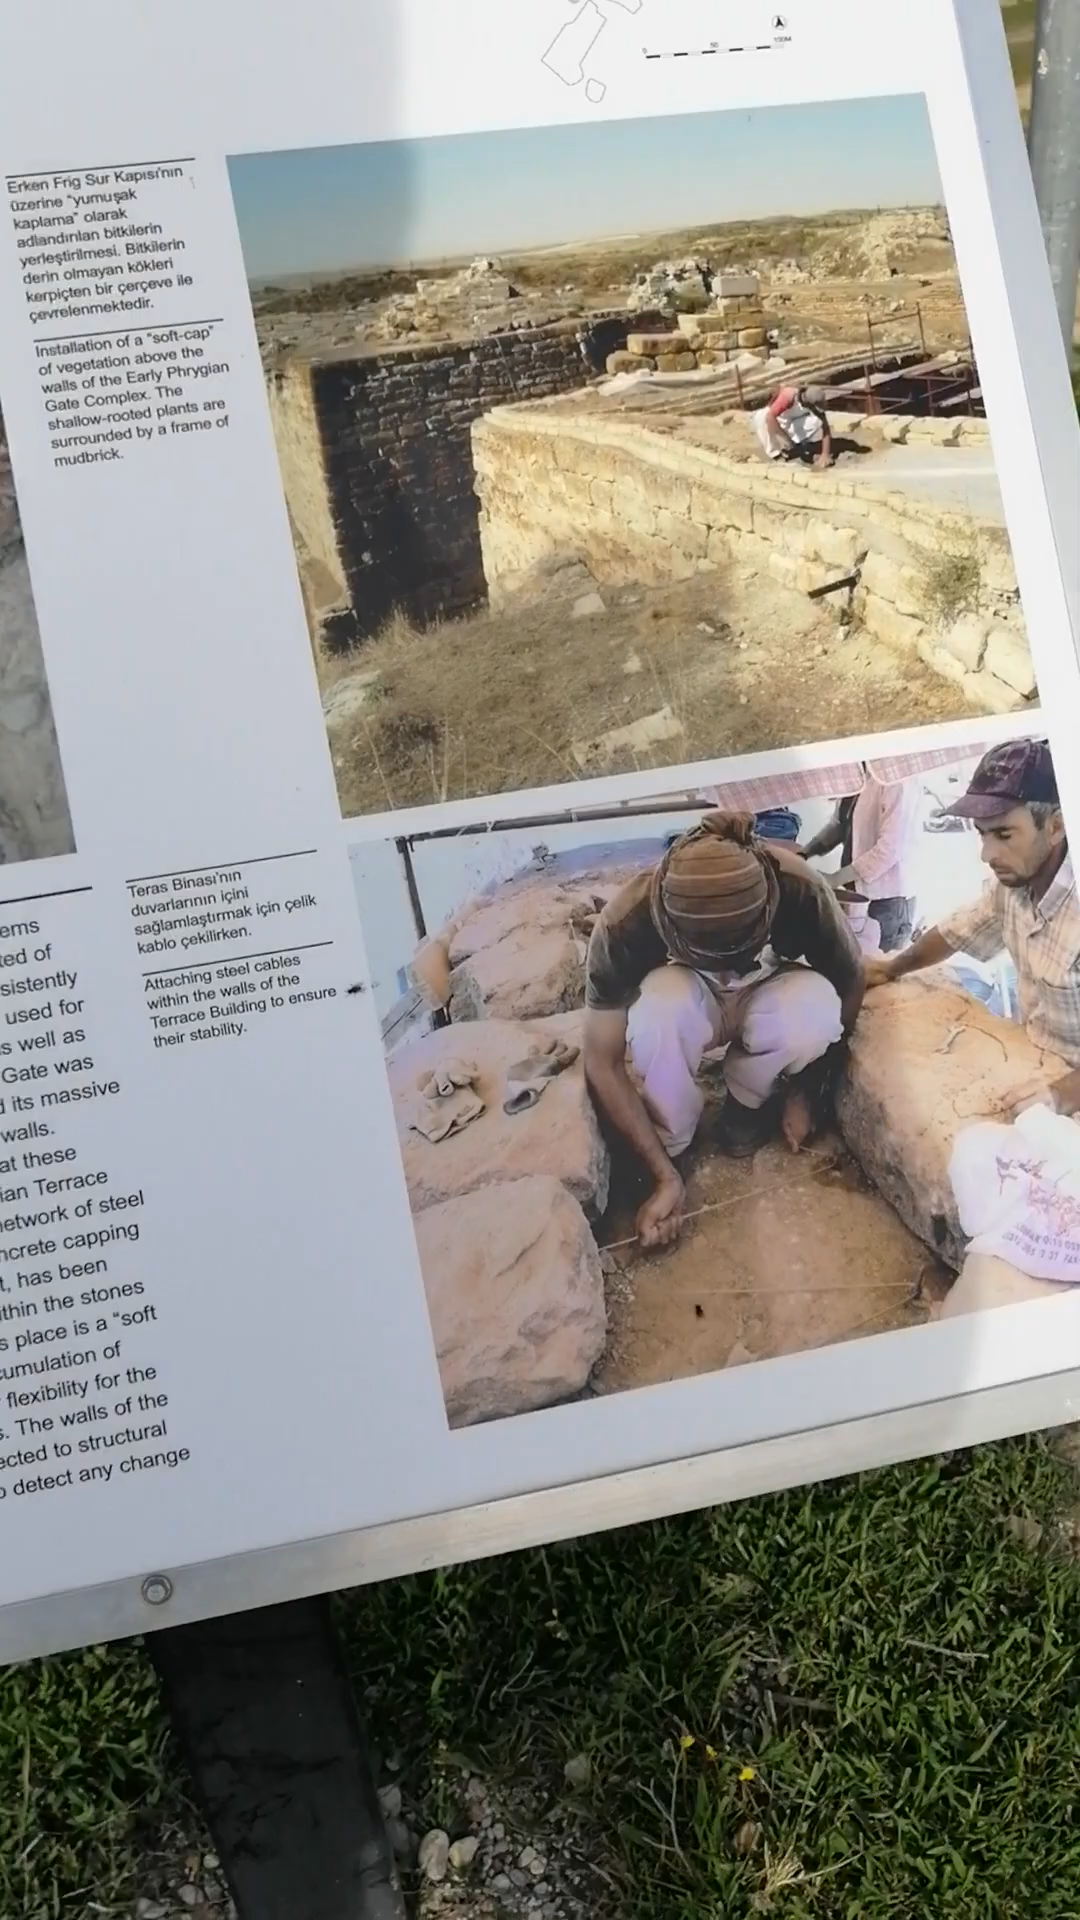 0 50 100M
Erken Frig Sur Kapısı'nın
üzerine "yumuşak
kaplama" olarak
adlandırılan bitkilerin
yerleştirilmesi. Bitkilerin
derin olmayan kökleri
kerpiçten bir çerçeve ile
çevrelenmektedir.
Installation of a "soft-cap"
of vegetation above the
walls of the Early Phrygian
Gate Complex. The
shallow-rooted plants are
surrounded by a frame of
mudbrick.
Teras Binası'nın
duvarlarının içini
sağlamlaştırmak için çelik
kablo çekilirken.
Attaching steel cables
within the walls of the
Terrace Building to ensure
their stability.
ems
ted of
sistently
used for
s well as
Gate was
its massive
walls.
at these
ian Terrace
network of steel
ncrete capping
t, has been
ithin the stones
s place is a "soft
cumulation of
flexibility for the
s. The walls of the
ected to structural
o detect any change